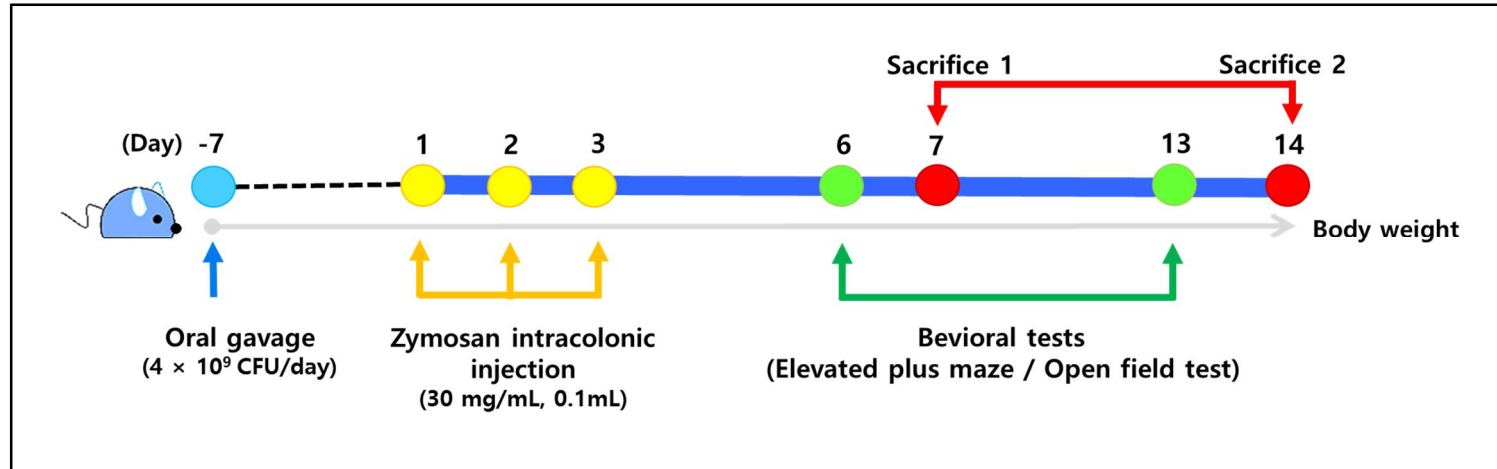 Sacrifice 1 Sacrifice 2
(Day) -7 1 2 3 6 7 13 14
Body weight
Oral gavage
(4 × 10⁹ CFU/day)
Zymosan intracolonic
injection
(30 mg/mL, 0.1mL)
Bevioral tests
(Elevated plus maze / Open field test)